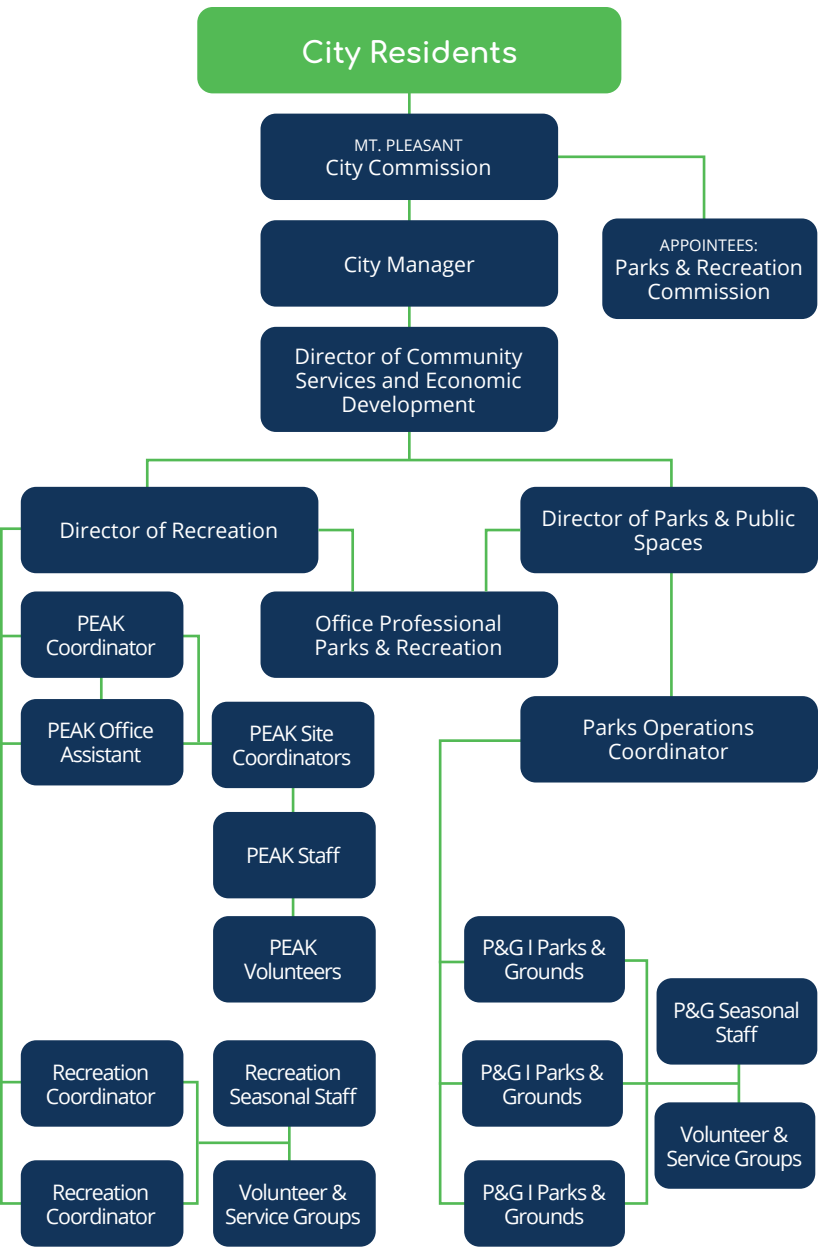 City Residents
MT. PLEASANT
City Commission
APPOINTEES:
Parks & Recreation
Commission
City Manager
Director of Community
Services and Economic
Development
Director of Recreation
Director of Parks & Public
Spaces
Office Professional
Parks & Recreation
PEAK
Coordinator
PEAK Office
Assistant
PEAK Site
Coordinators
PEAK Staff
PEAK
Volunteers
Parks Operations
Coordinator
Recreation
Coordinator
Recreation
Seasonal Staff
Recreation
Coordinator
Volunteer &
Service Groups
P&G I Parks &
Grounds
P&G I Parks &
Grounds
P&G I Parks &
Grounds
P&G Seasonal
Staff
Volunteer &
Service Groups